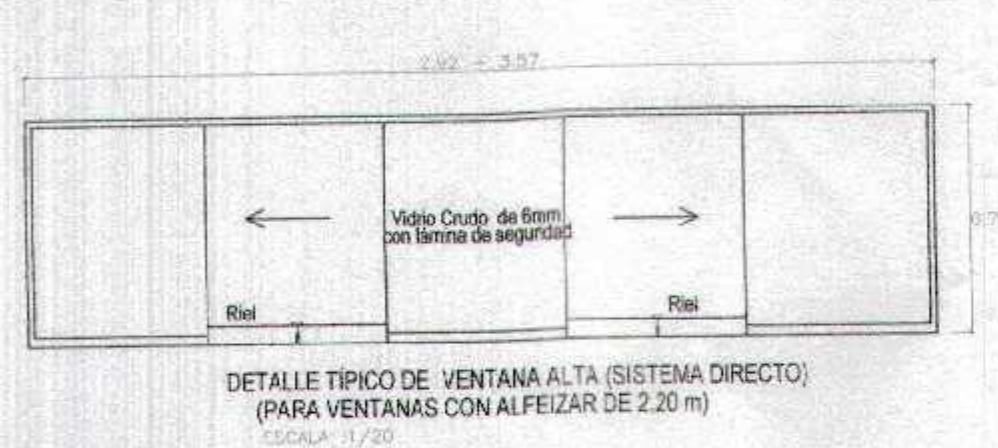 2.92 - 3.57
Vidrio Crudo de 6mm
con lámina de seguridad
Riel
Riel
DETALLE TÍPICO DE VENTANA ALTA (SISTEMA DIRECTO)
(PARA VENTANAS CON ALFEIZAR DE 2.20 m)
ESCALA 1/20